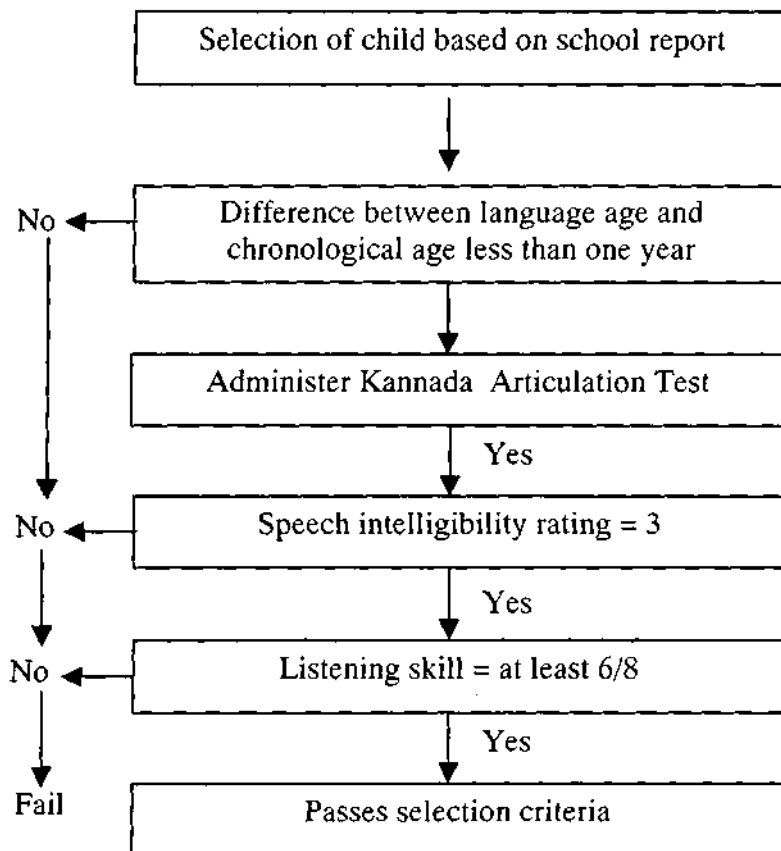 Selection of child based on school report
No
Difference between language age and
chronological age less than one year
Administer Kannada Articulation Test
Yes
No
Speech intelligibility rating = 3
Yes
No
Listening skill = at least 6/8
Yes
Fail
Passes selection criteria